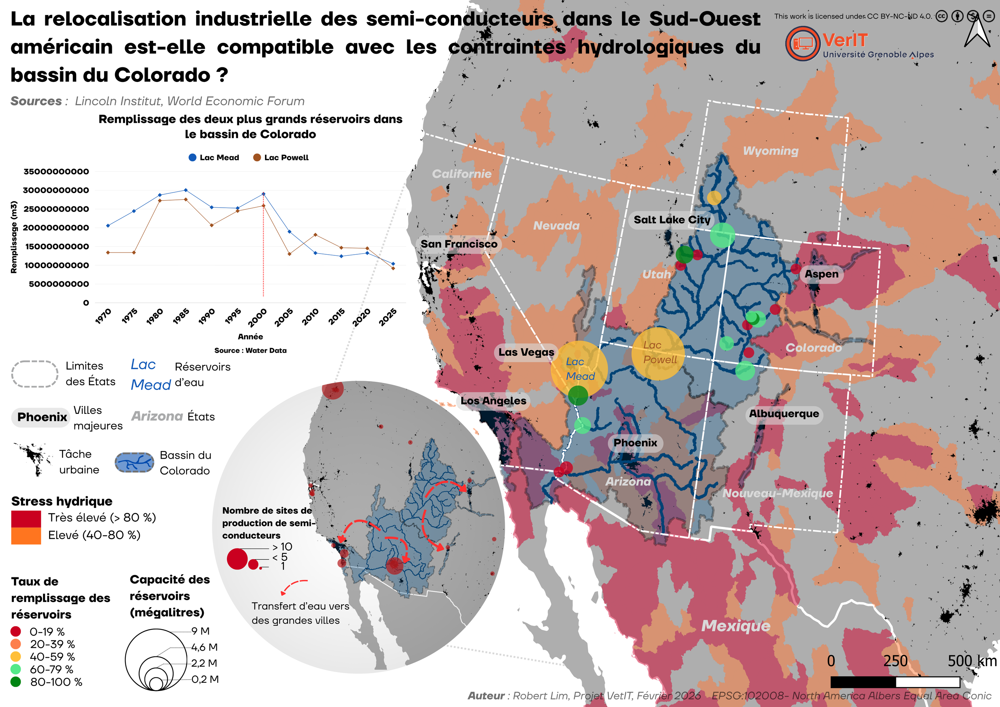 La relocalisation industrielle des semi-conducteurs dans le Sud-Ouest
américain est-elle compatible avec les contraintes hydrologiques du
bassin du Colorado ?
This work is licensed under CC BY-NC-ND 4.0.
VerIT
Université Grenoble Alpes
Sources : Lincoln Institut, World Economic Forum
Remplissage des deux plus grands réservoirs dans
le bassin de Colorado
Lac Mead
Lac Powell
Remplissage (m3)
35000000000
30000000000
25000000000
20000000000
15000000000
10000000000
5000000000
0
1970
1975
1980
1985
1990
1995
2000
2005
2010
2015
2020
2025
Année
Source : Water Data
Limites
des États
Lac
Mead
Réservoirs
d'eau
Phoenix
Villes
majeures
Arizona
États
Tâche
urbaine
Bassin du
Colorado
Stress hydrique
Très élevé (> 80 %)
Elevé (40-80 %)
Taux de
remplissage des
réservoirs
0-19 %
20-39 %
40-59 %
60-79 %
80-100 %
Capacité des
réservoirs
(mégalitres)
9 M
4,6 M
2,2 M
0,2 M
Nombre de sites de
production de semi-
conducteurs
> 10
< 5
1
Transfert d'eau vers
des grandes villes
Wyoming
Californie
Nevada
Salt Lake City
San Francisco
Utah
Aspen
Las Vegas
Lac
Mead
Lac
Powell
Colorado
Los Angeles
Albuquerque
Phoenix
Arizona
Nouveau-Mexique
Mexique
0
250
500 km
Auteur : Robert Lim, Projet VetIT, Février 2026 EPSG:102008- North America Albers Equal Area Conic